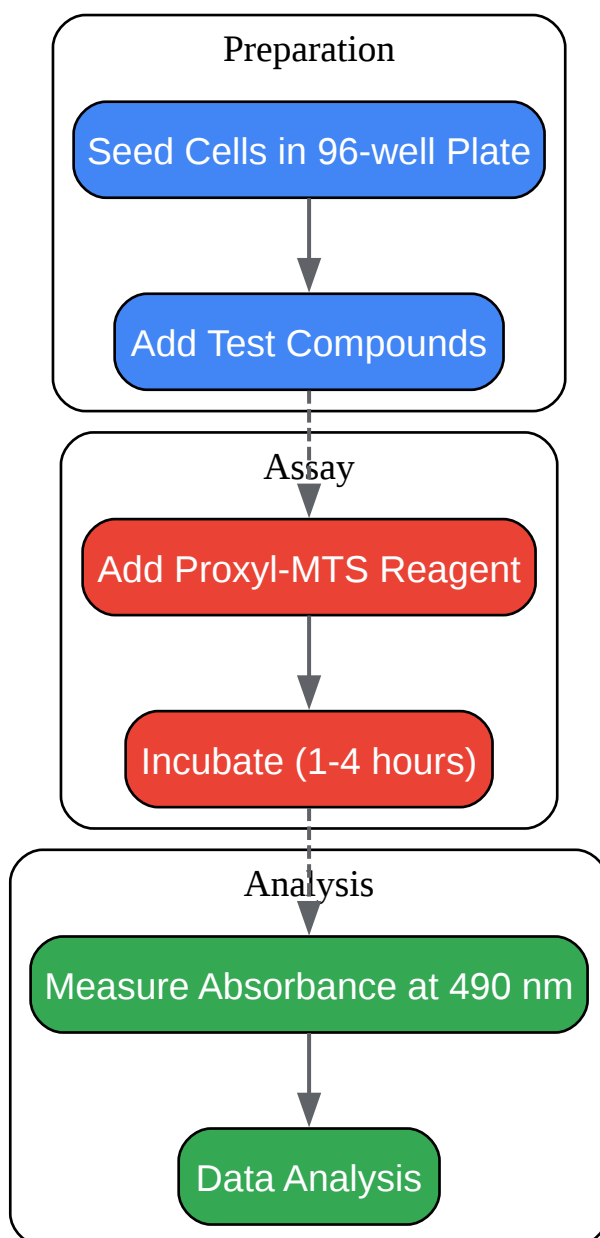 Preparation
Seed Cells in 96-well Plate
Add Test Compounds
Assay
Add Proxyl-MTS Reagent
Incubate (1-4 hours)
Analysis
Measure Absorbance at 490 nm
Data Analysis